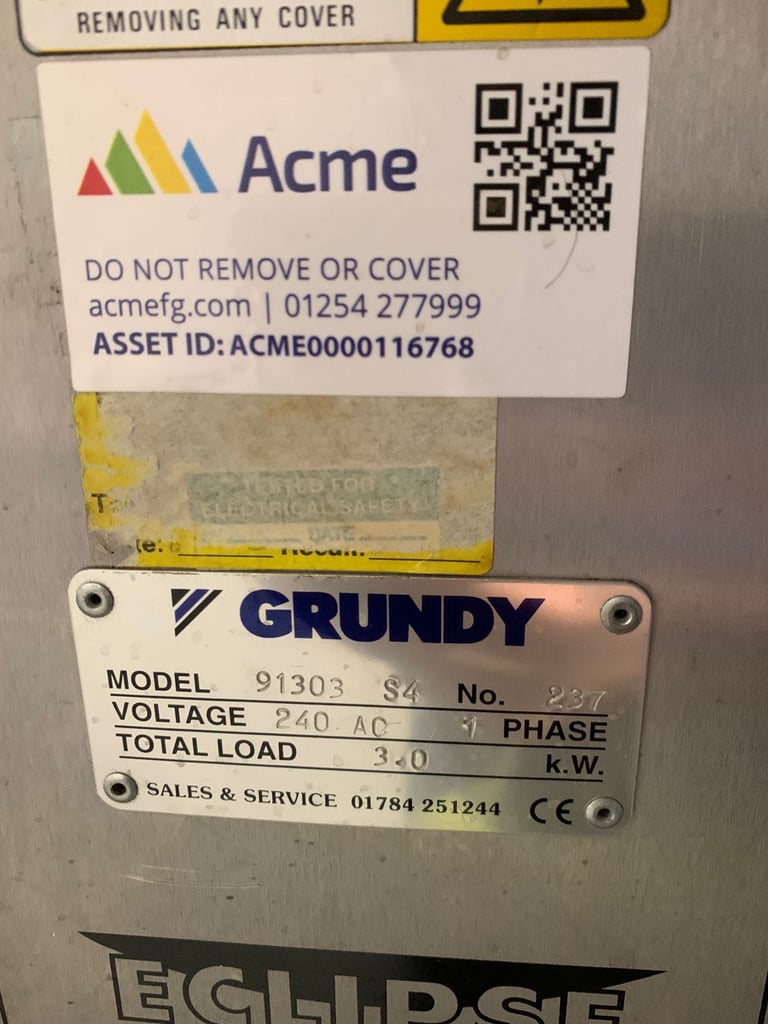 REMOVING ANY COVER
Acme
DO NOT REMOVE OR COVER
acmefg.com | 01254 277999
ASSET ID: ACME0000116768
TESTED FOR
ELECTRICAL SAFETY
DATE
GRUNDY
MODEL 91303 S4 No. 237
VOLTAGE 240 AC 1 PHASE
TOTAL LOAD 3.0 k.W.
SALES & SERVICE 01784 251244 CE
ECLIPSE